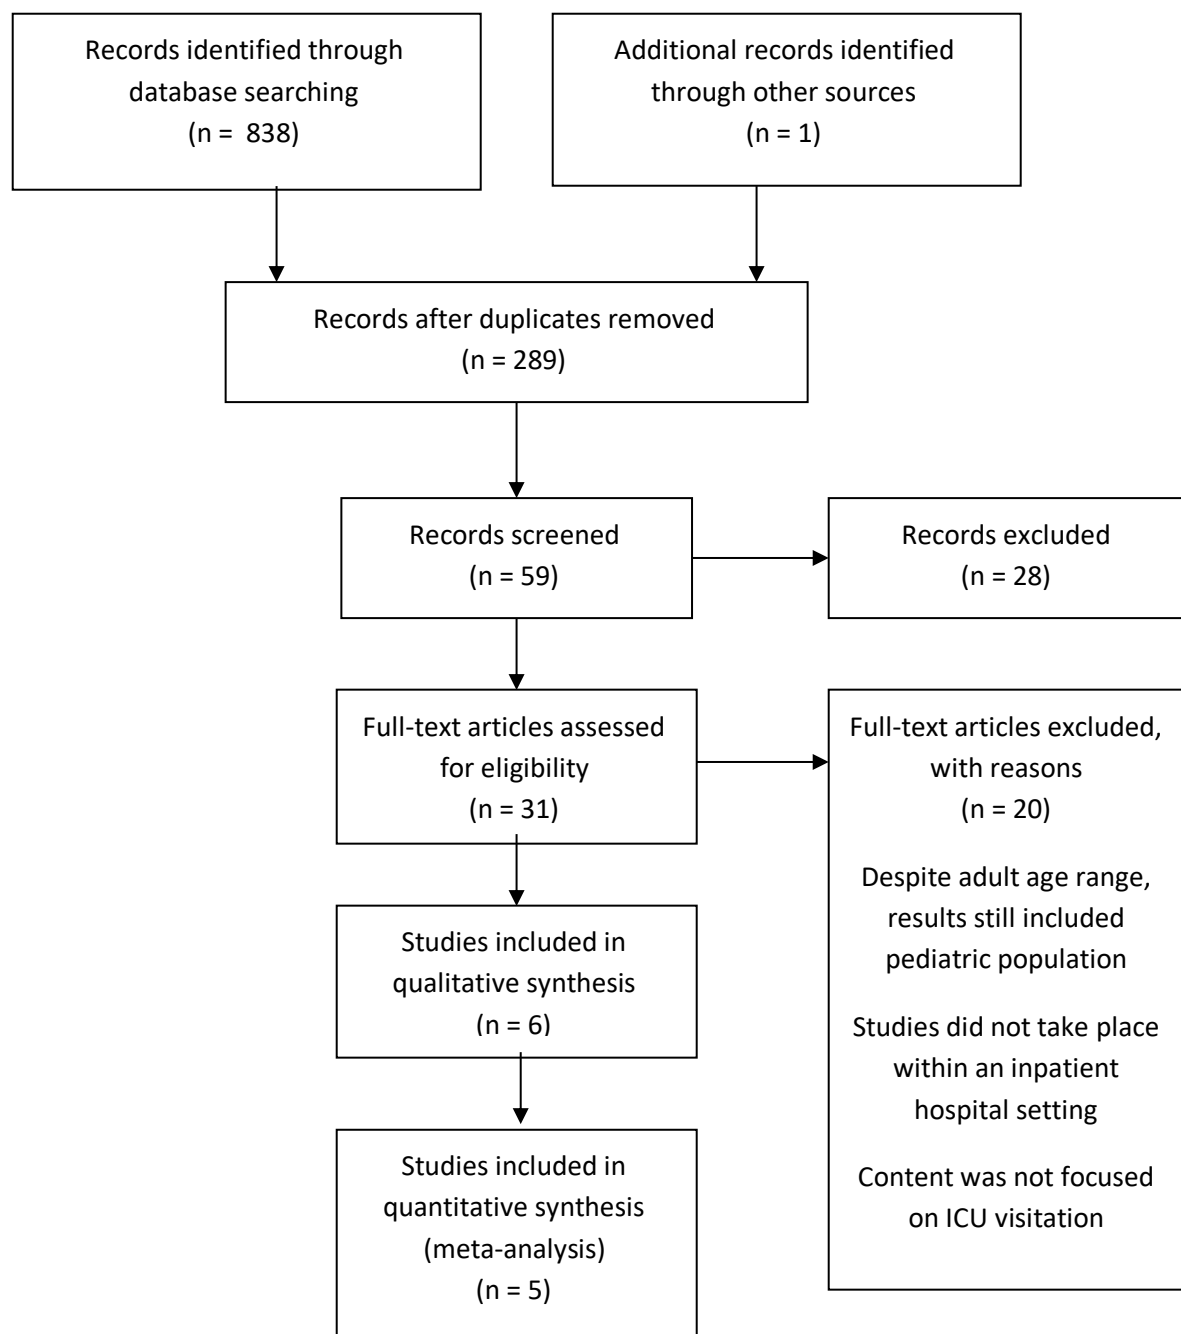 Records identified through
database searching
(n =  838)
Additional records identified
through other sources
(n = 1)
Records after duplicates removed
(n = 289)
Records screened
(n = 59)
Records excluded
(n = 28)
Full-text articles assessed
for eligibility
(n = 31)
Full-text articles excluded,
with reasons
(n = 20)
Despite adult age range,
results still included
pediatric population
Studies did not take place
within an inpatient
hospital setting
Content was not focused
on ICU visitation
Studies included in
qualitative synthesis
(n = 6)
Studies included in
quantitative synthesis
(meta-analysis)
(n = 5)